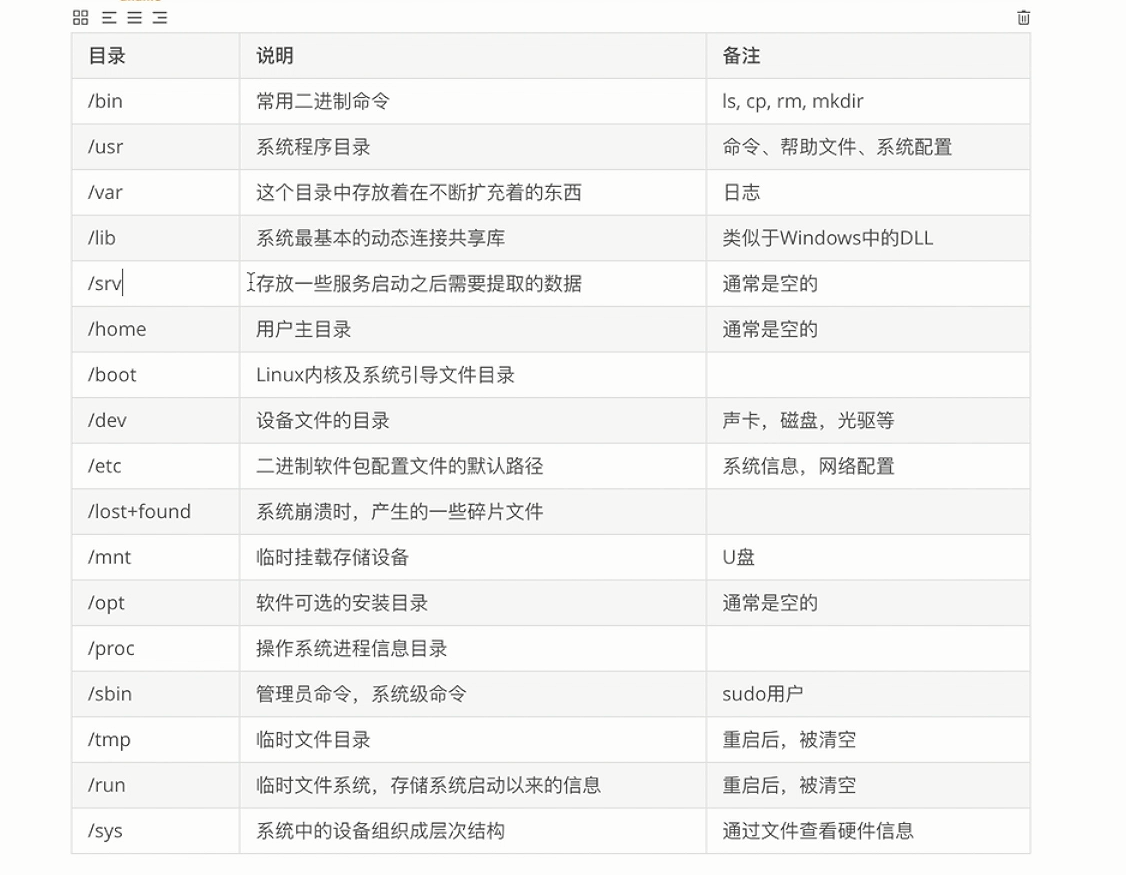 目录 说明 备注
/bin 常用二进制命令 ls, cp, rm, mkdir
/usr 系统程序目录 命令、帮助文件、系统配置
/var 这个目录中存放着在不断扩充着的东西 日志
/lib 系统最基本的动态连接共享库 类似于Windows中的DLL
/srv 存放一些服务启动之后需要提取的数据 通常是空的
/home 用户主目录 通常是空的
/boot Linux内核及系统引导文件目录
/dev 设备文件的目录 声卡，磁盘，光驱等
/etc 二进制软件包配置文件的默认路径 系统信息，网络配置
/lost+found 系统崩溃时，产生的一些碎片文件
/mnt 临时挂载存储设备 U盘
/opt 软件可选的安装目录 通常是空的
/proc 操作系统进程信息目录
/sbin 管理员命令，系统级命令 sudo用户
/tmp 临时文件目录 重启后，被清空
/run 临时文件系统，存储系统启动以来的信息 重启后，被清空
/sys 系统中的设备组织成层次结构 通过文件查看硬件信息